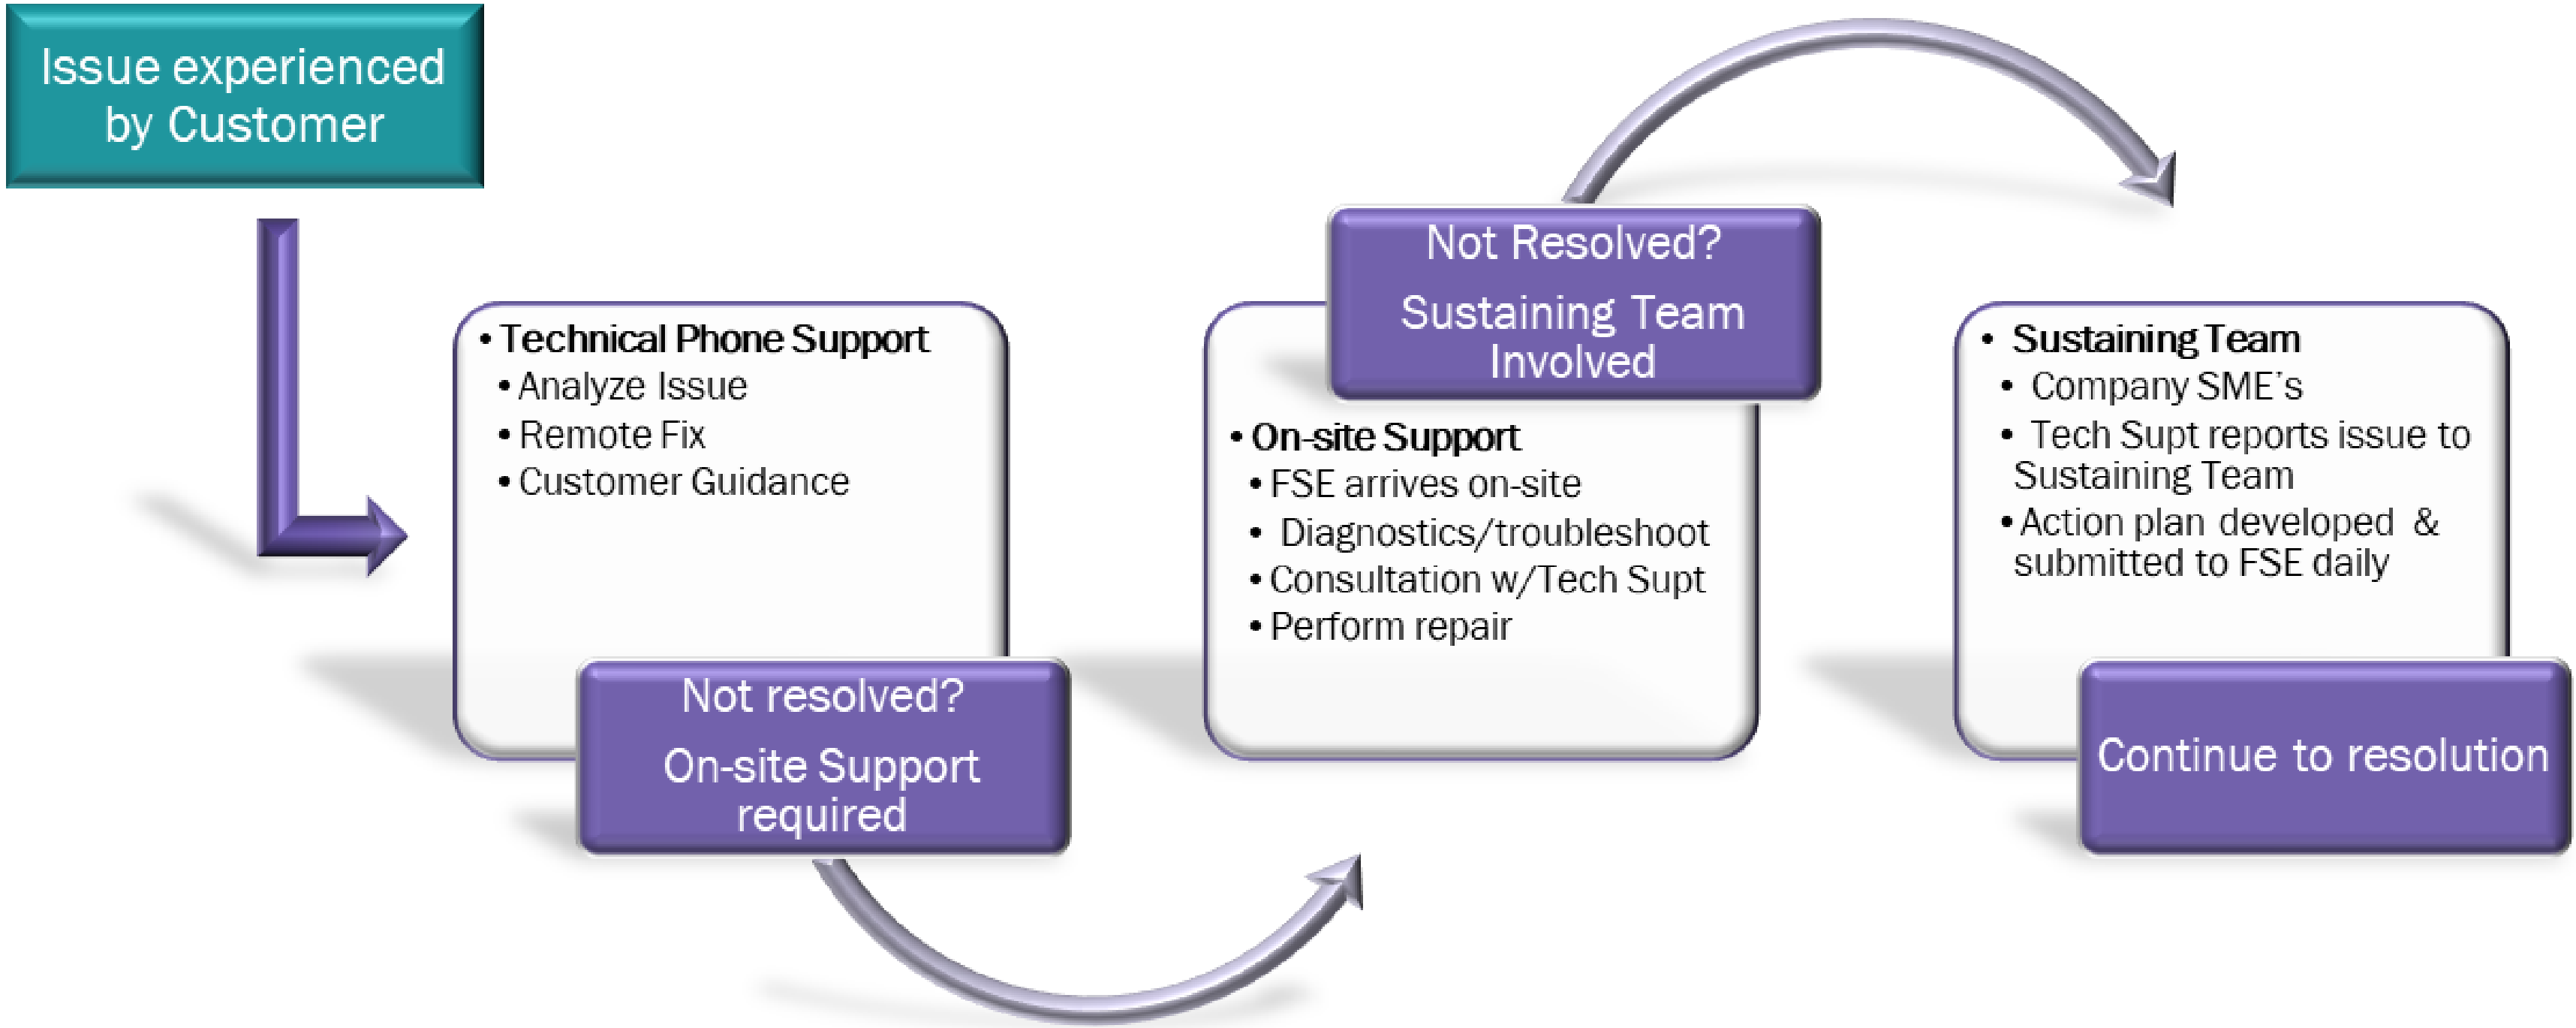 Issue experienced
by Customer
• Technical Phone Support
• Analyze Issue
• Remote Fix
• Customer Guidance
Not resolved?
On-site Support
required
Not Resolved?
Sustaining Team
Involved
• On-site Support
• FSE arrives on-site
• Diagnostics/troubleshoot
• Consultation w/Tech Supt
• Perform repair
• Sustaining Team
• Company SME's
• Tech Supt reports issue to
Sustaining Team
• Action plan developed &
submitted to FSE daily
Continue to resolution